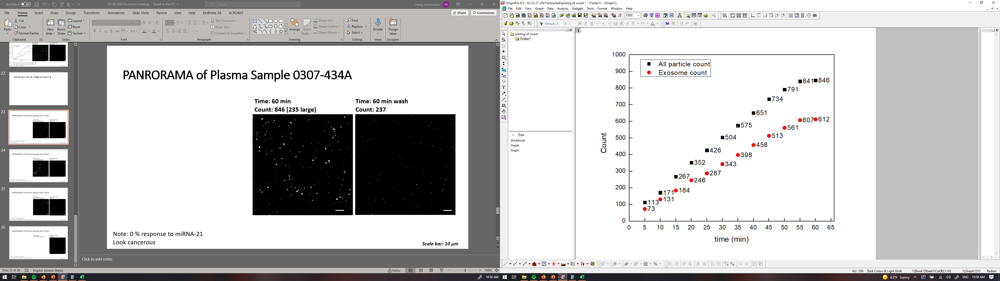 AutoSave Off
01-06-2022 Exosome meeting - Saved to this PC
Search
nareg ohannesian NO
File Home Insert Draw Design Transitions Animations Slide Show Review View Help EndNote X8 ACROBAT
Share Comments
Paste
Cut
Copy
Format Painter
Clipboard
New Slide
Reuse Slides
Layout
Reset
Section
Slides
Font
Text Direction
Align Text
Convert to SmartArt
Paragraph
Arrange
Quick Styles
Shape Fill
Shape Outline
Shape Effects
Drawing
Find
Replace
Select
Editing
Dictate
Voice
Design Ideas
Designer
22
Esopahgus cancer stage something
23
PANRORAMA of Plasma Sample 0307-434A
24
PANRORAMA of Plasma Sample 0307-440A
25
PANRORAMA of Plasma Sample 0307-447A
26
PANRORAMA of Plasma Sample 0307-451A
PANRORAMA of Plasma Sample 0307-434A
Time: 60 min
Count: 846 (235 large)
Time: 60 min wash
Count: 237
Note: 0 % response to miRNA-21
Look cancerous
Scale bar: 10 µm
Click to add notes
Slide 23 of 26
English (United States)
Notes
109%
10:58 AM
OriginPro 8.5 - G:\12-27-2021\Extracted\ploting of count * - /Folder1/ - [Graph1]
File Edit View Graph Data Analysis Gadgets Tools Format Window Help
100%
Default: A
0
B I U
ploting of count
Folder1
Type
Workbook
Graph
Graph
1
All particle count
Exosome count
1000
900
800
700
600
500
400
300
200
100
0
Count
113 171 267 352 426 504 575 651 734 791 841 846
73 131 184 246 287 343 398 458 513 561 607 612
0 5 10 15 20 25 30 35 40 45 50 55 60 65
time (min)
AU : ON Dark Colors & Light Grids 1:[Book1]Sheet1!Col(B)[1:30] 1:[Graph1]1!1 Radian
63°F Sunny
ENG 10:58 AM